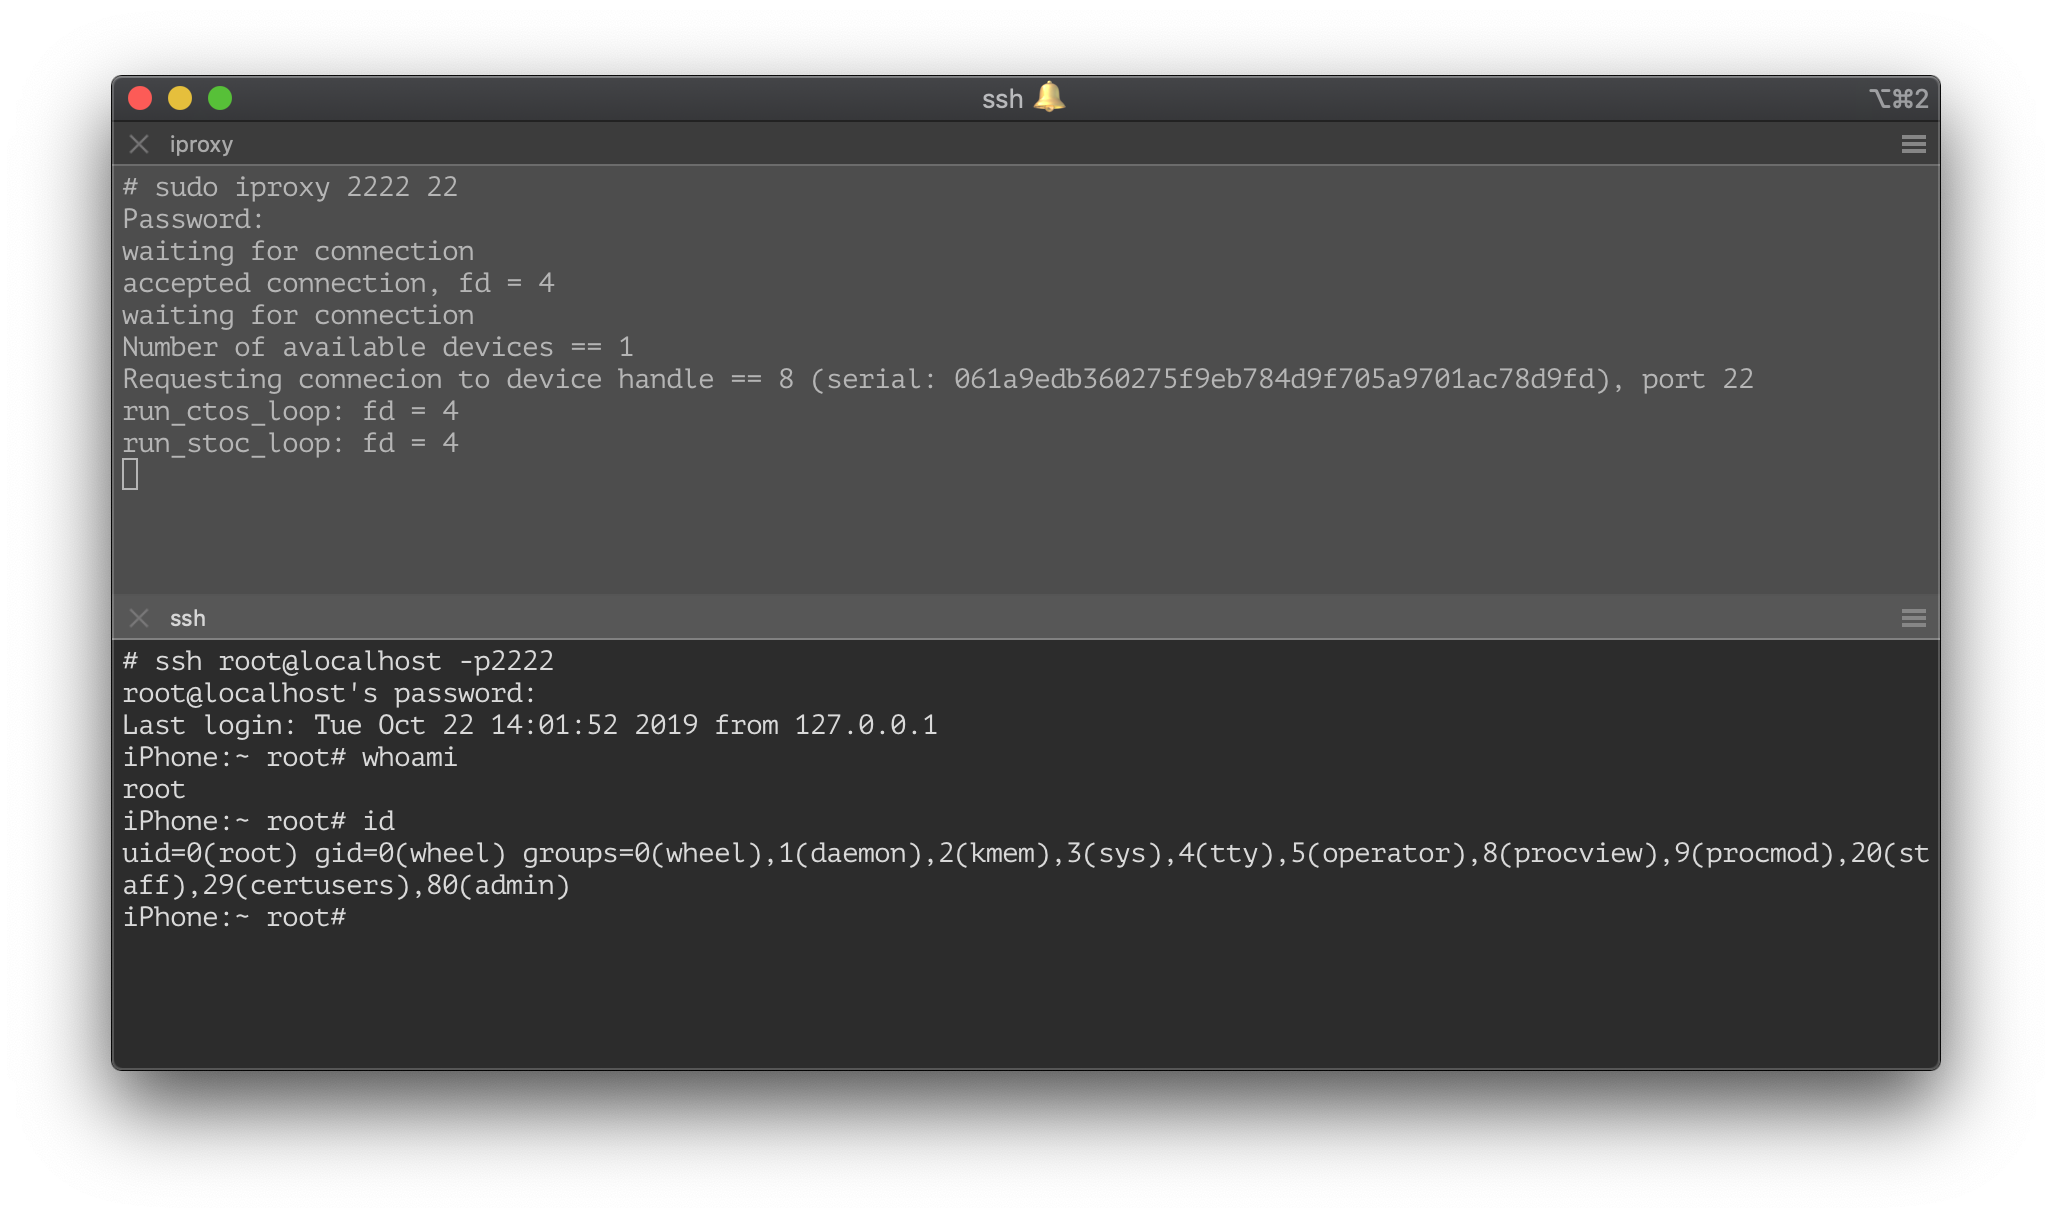 ssh 🔔
⌥⌘2
iproxy
# sudo iproxy 2222 22
Password:
waiting for connection
accepted connection, fd = 4
waiting for connection
Number of available devices == 1
Requesting connecion to device handle == 8 (serial: 061a9edb360275f9eb784d9f705a9701ac78d9fd), port 22
run_ctos_loop: fd = 4
run_stoc_loop: fd = 4
ssh
# ssh root@localhost -p2222
root@localhost's password:
Last login: Tue Oct 22 14:01:52 2019 from 127.0.0.1
iPhone:~ root# whoami
root
iPhone:~ root# id
uid=0(root) gid=0(wheel) groups=0(wheel),1(daemon),2(kmem),3(sys),4(tty),5(operator),8(procview),9(procmod),20(st
aff),29(certusers),80(admin)
iPhone:~ root#